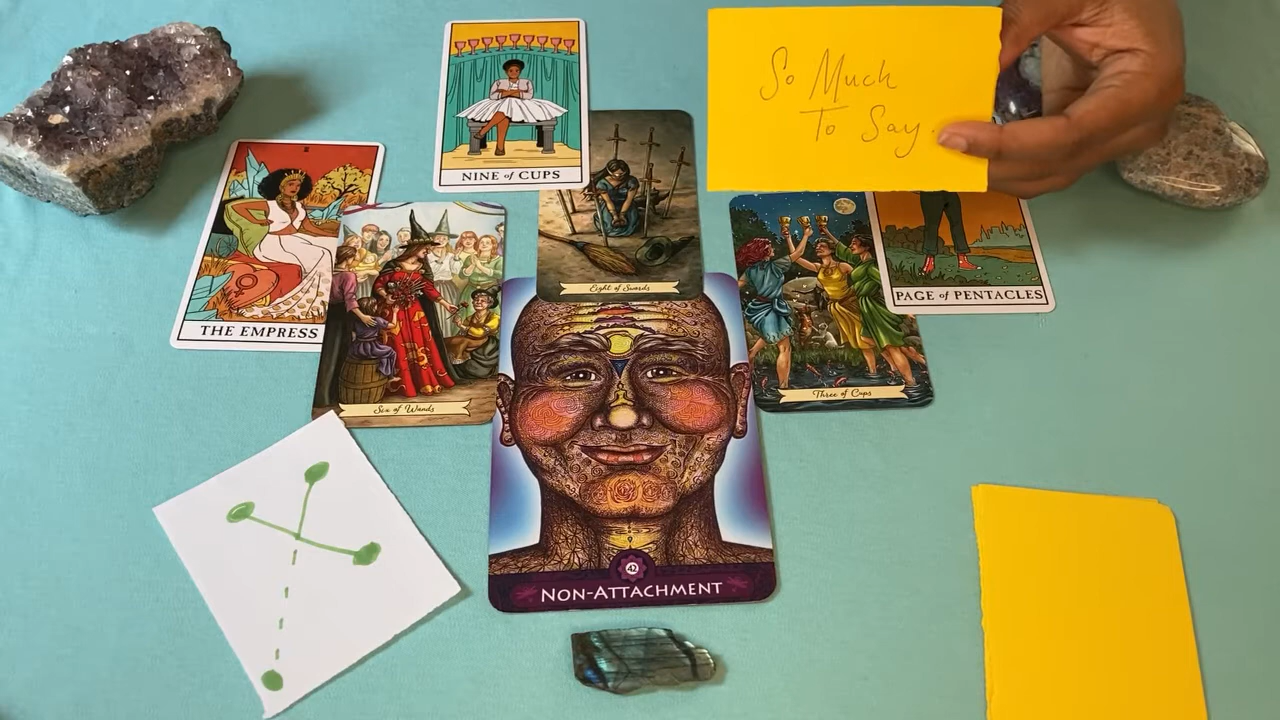 NINE of CUPS
So Much
To Say.
III
THE EMPRESS
Eight of Swords
PAGE of PENTACLES
Six of Wands
Three of Cups
42
NON-ATTACHMENT